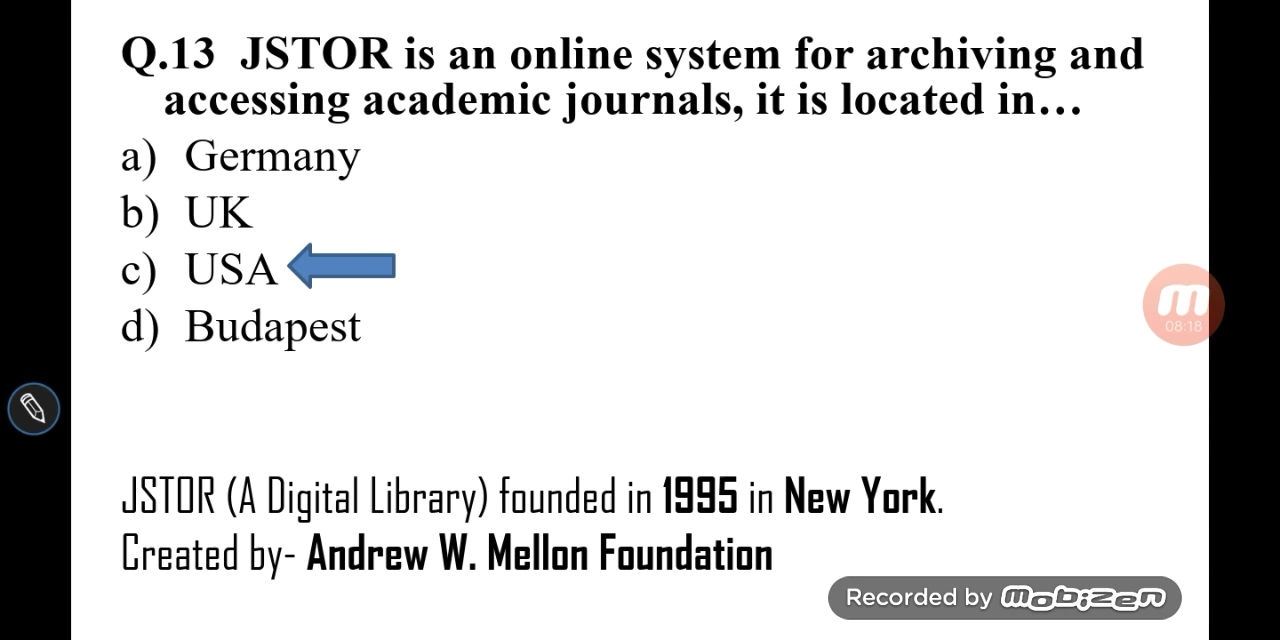 Q.13 JSTOR is an online system for archiving and
accessing academic journals, it is located in...
a) Germany
b) UK
c) USA
d) Budapest
m
08:18
JSTOR (A Digital Library) founded in 1995 in New York.
Created by- Andrew W. Mellon Foundation
Recorded by mobizen